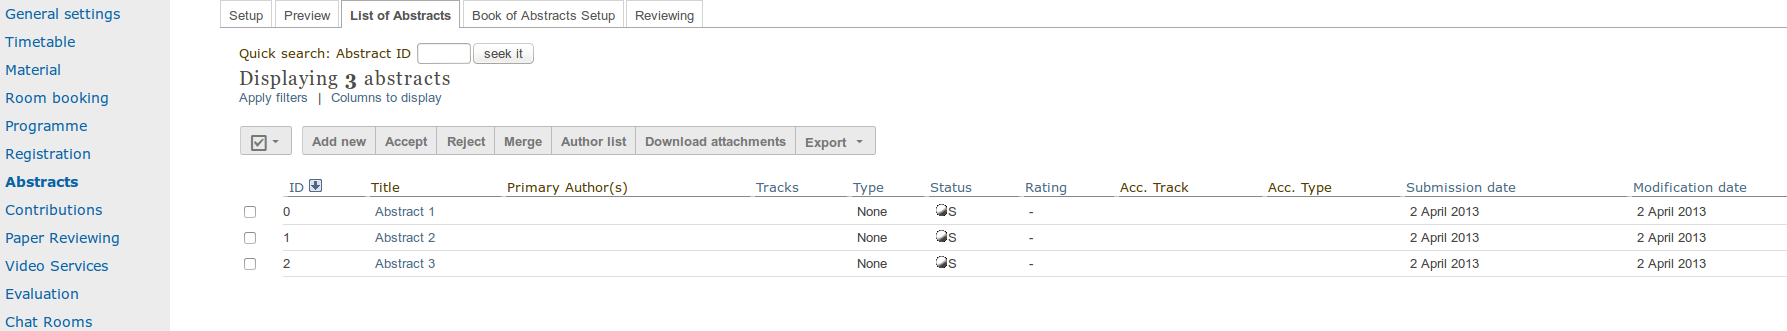 General settings
Timetable
Material
Room booking
Programme
Registration
Abstracts
Contributions
Paper Reviewing
Video Services
Evaluation
Chat Rooms
Setup Preview List of Abstracts Book of Abstracts Setup Reviewing
Quick search: Abstract ID seek it
Displaying 3 abstracts
Apply filters | Columns to display
Add new Accept Reject Merge Author list Download attachments Export
ID Title Primary Author(s) Tracks Type Status Rating Acc. Track Acc. Type Submission date Modification date
0 Abstract 1 None S - 2 April 2013 2 April 2013
1 Abstract 2 None S - 2 April 2013 2 April 2013
2 Abstract 3 None S - 2 April 2013 2 April 2013